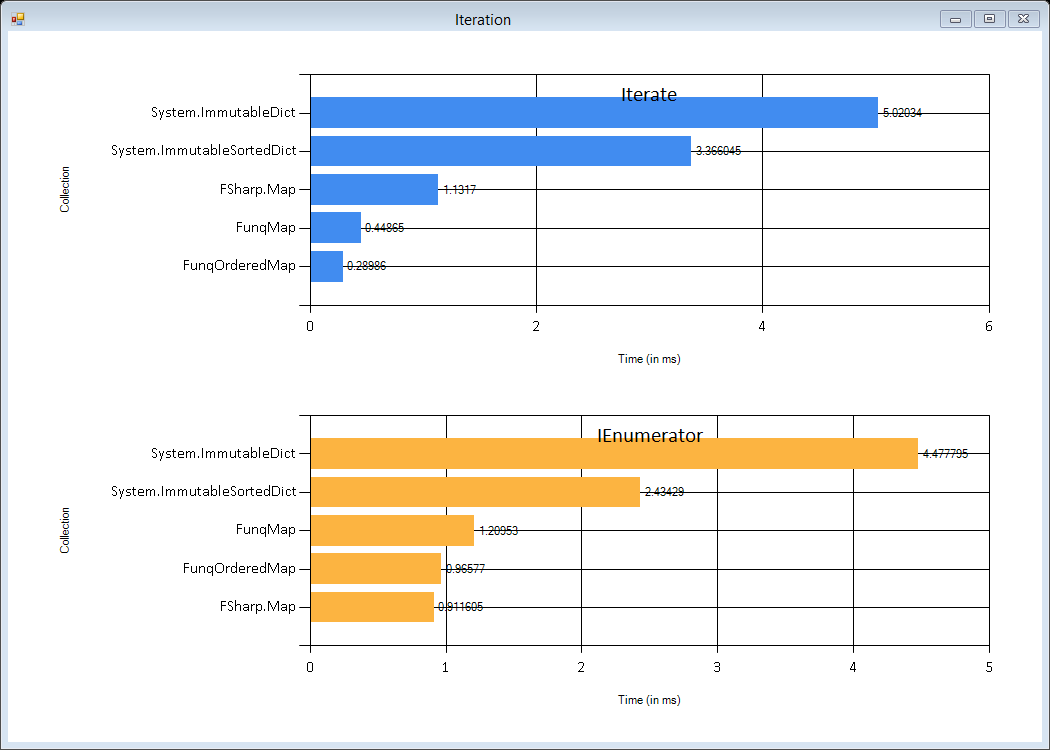 Iteration
Iterate
System.ImmutableDict
5.02034
System.ImmutableSortedDict
3.366045
FSharp.Map
1.1317
FunqMap
0.44865
FunqOrderedMap
0.28986
Collection
0 2 4 6
Time (in ms)
IEnumerator
System.ImmutableDict
4.477795
System.ImmutableSortedDict
2.43429
FunqMap
1.20953
FunqOrderedMap
0.96577
FSharp.Map
0.911605
Collection
0 1 2 3 4 5
Time (in ms)